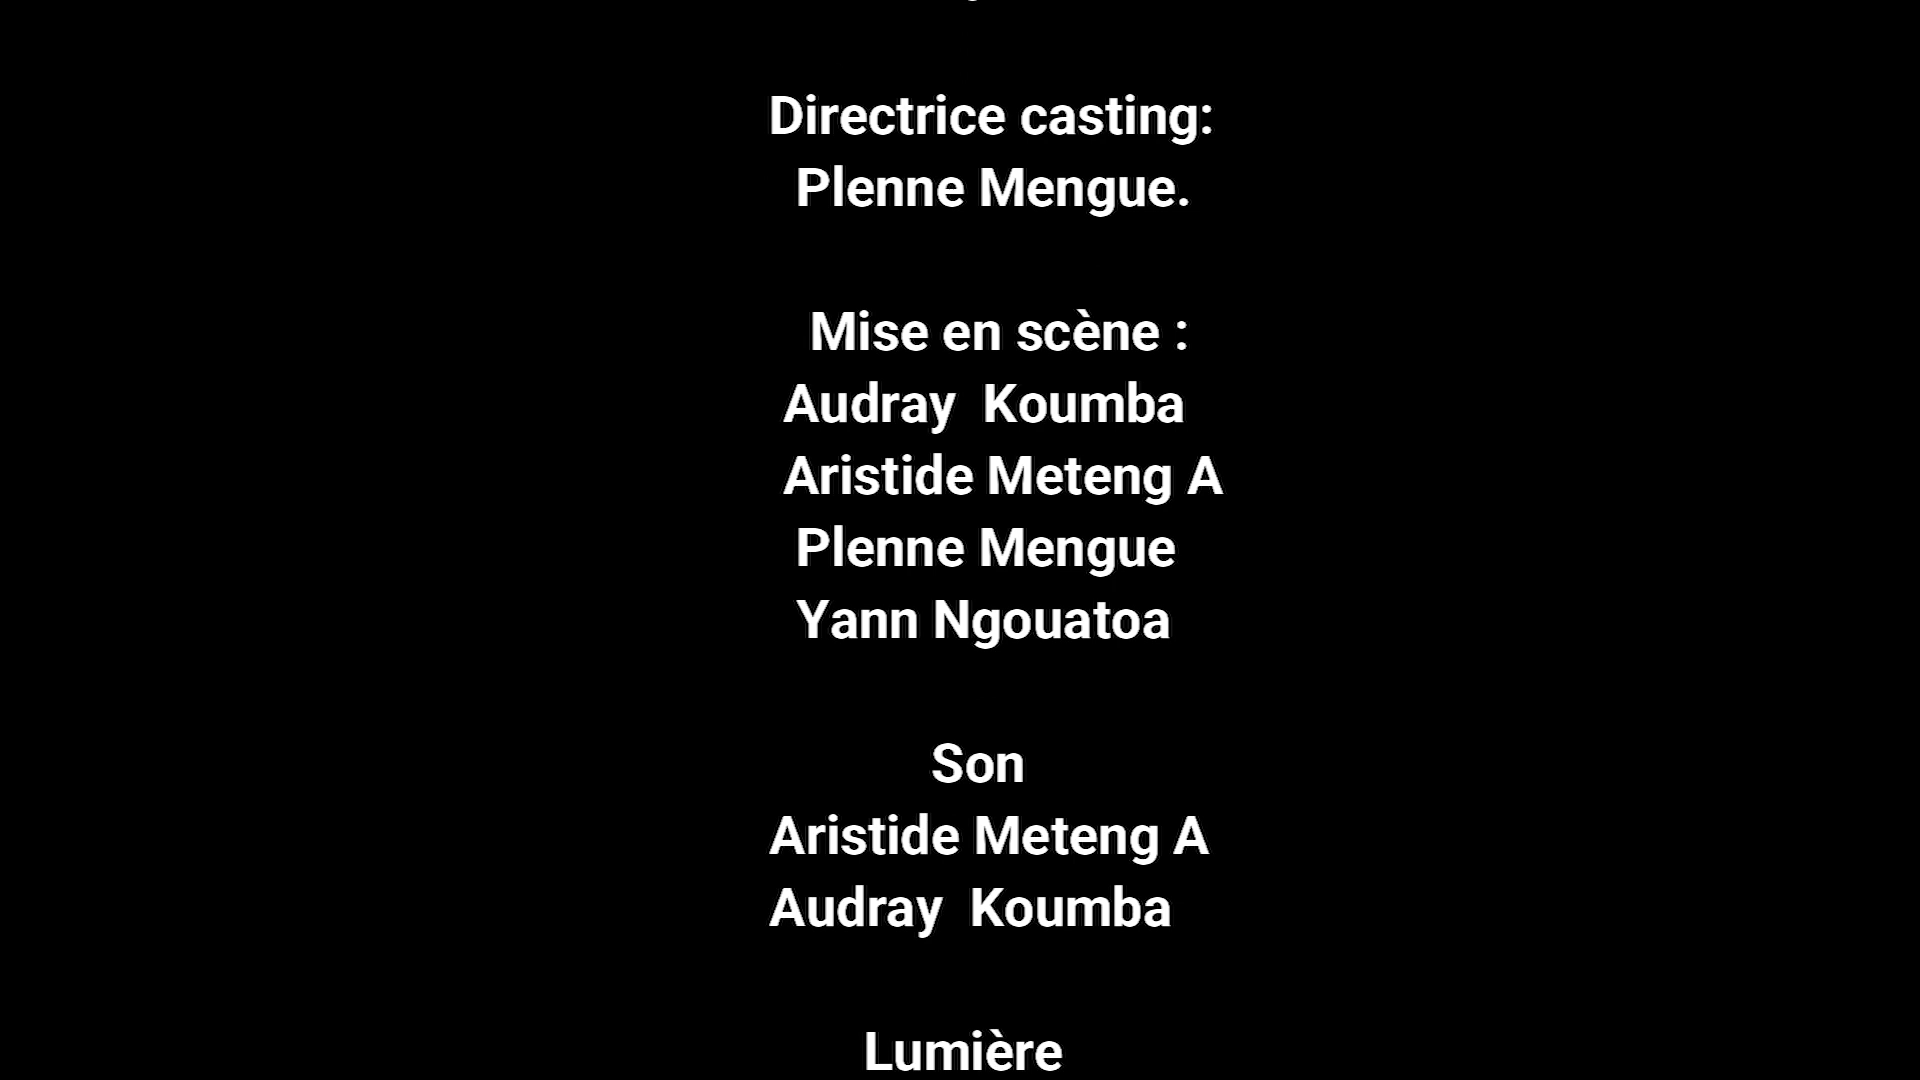 Directrice casting:
Plenne Mengue.
Mise en scène :
Audray  Koumba
Aristide Meteng A
Plenne Mengue
Yann Ngouatoa
Son
Aristide Meteng A
Audray  Koumba
Lumière